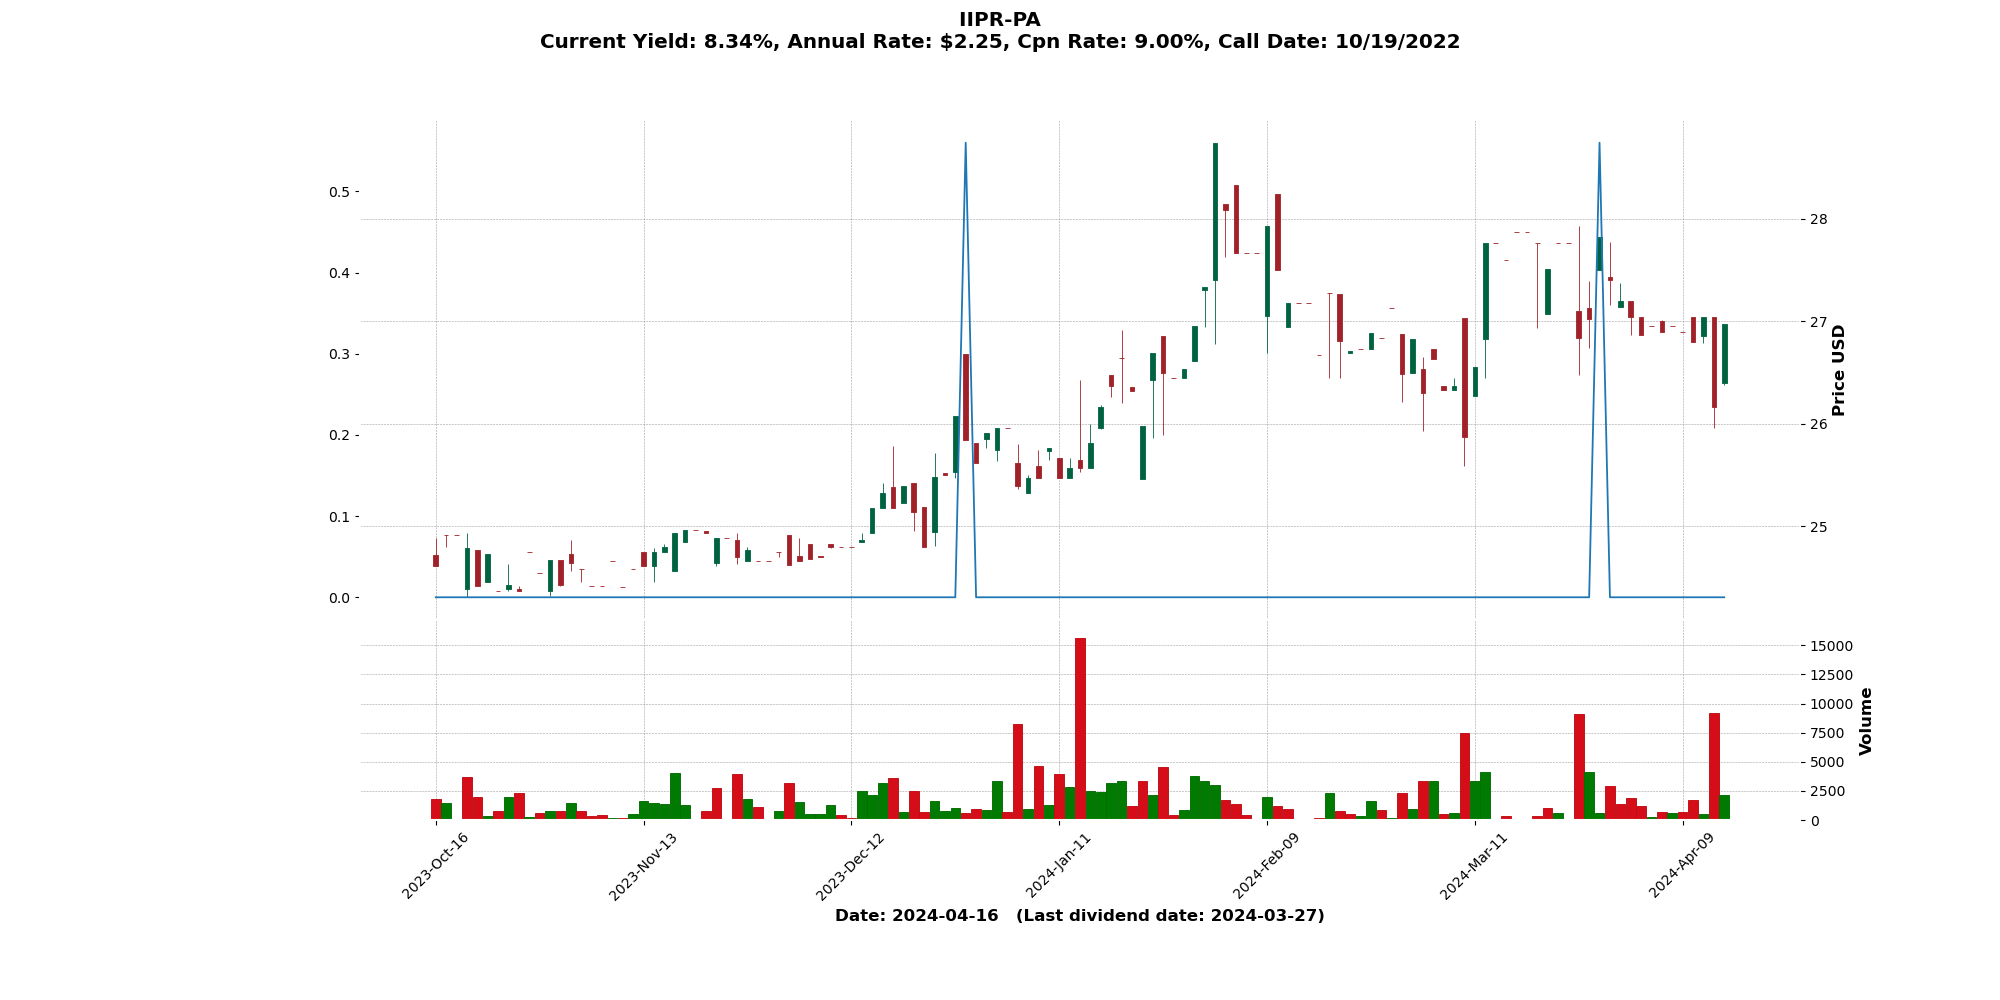 IIPR-PA
Current Yield: 8.34%, Annual Rate: $2.25, Cpn Rate: 9.00%, Call Date: 10/19/2022
0.5
0.4
0.3
0.2
0.1
0.0
28
27
26
25
Price USD
15000
12500
10000
7500
5000
2500
0
Volume
2023-Oct-16
2023-Nov-13
2023-Dec-12
2024-Jan-11
2024-Feb-09
2024-Mar-11
2024-Apr-09
Date: 2024-04-16 (Last dividend date: 2024-03-27)